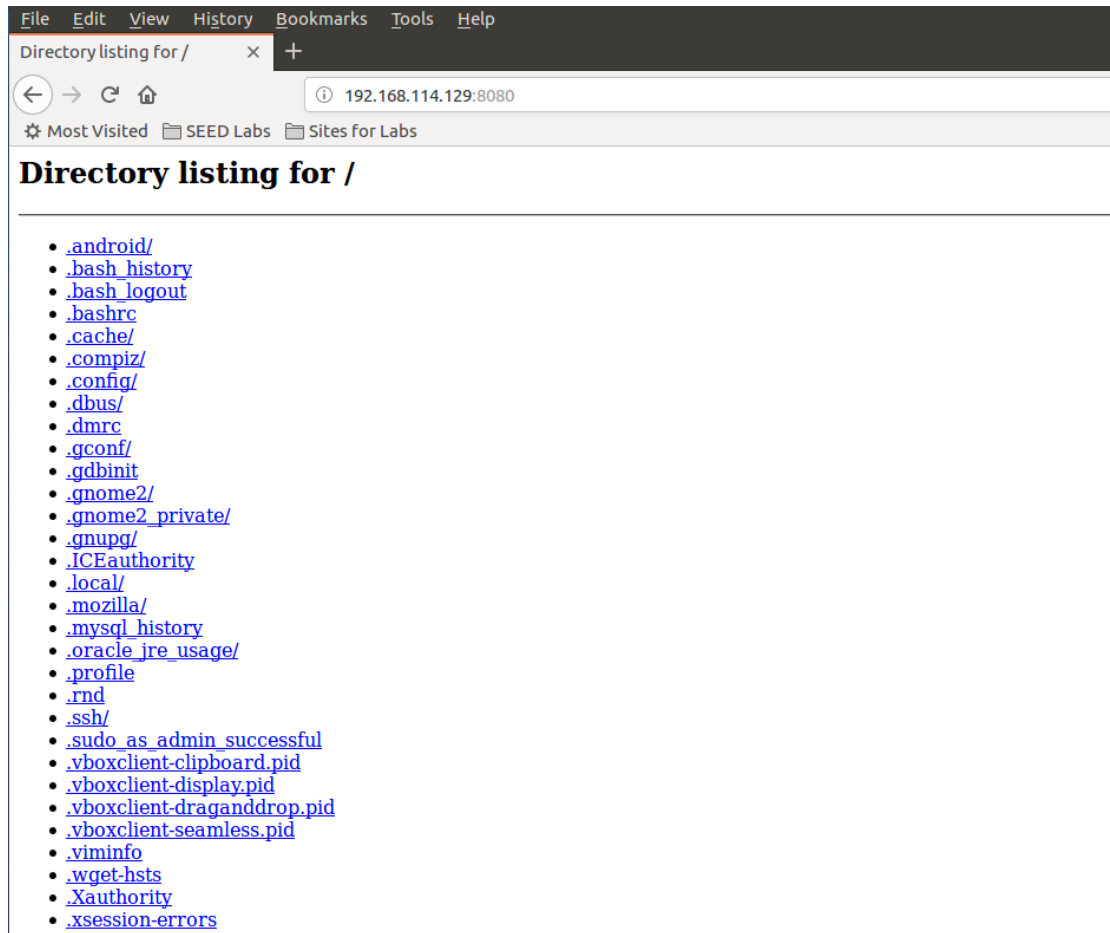 File Edit View History Bookmarks Tools Help
Directory listing for / × +
192.168.114.129:8080
Most Visited SEED Labs Sites for Labs
Directory listing for /
.android/
.bash_history
.bash_logout
.bashrc
.cache/
.compiz/
.config/
.dbus/
.dmrc
.gconf/
.gdbinit
.gnome2/
.gnome2_private/
.gnupg/
.ICEauthority
.local/
.mozilla/
.mysql_history
.oracle_jre_usage/
.profile
.rnd
.ssh/
.sudo_as_admin_successful
.vboxclient-clipboard.pid
.vboxclient-display.pid
.vboxclient-draganddrop.pid
.vboxclient-seamless.pid
.viminfo
.wget-hsts
.Xauthority
.xsession-errors